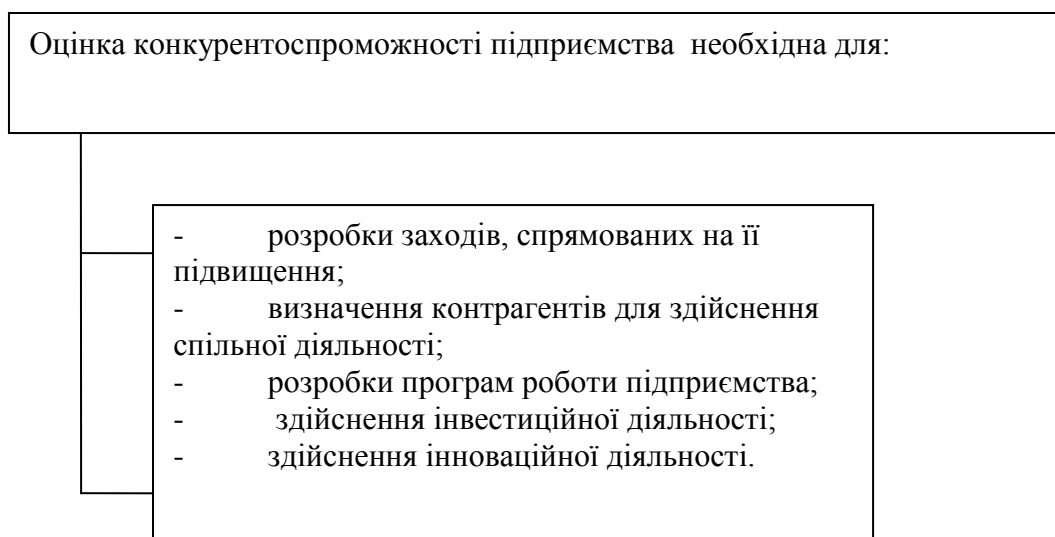 Оцінка конкурентоспроможності підприємства необхідна для:
- розробки заходів, спрямованих на її
підвищення;
- визначення контрагентів для здійснення
спільної діяльності;
- розробки програм роботи підприємства;
- здійснення інвестиційної діяльності;
- здійснення інноваційної діяльності.